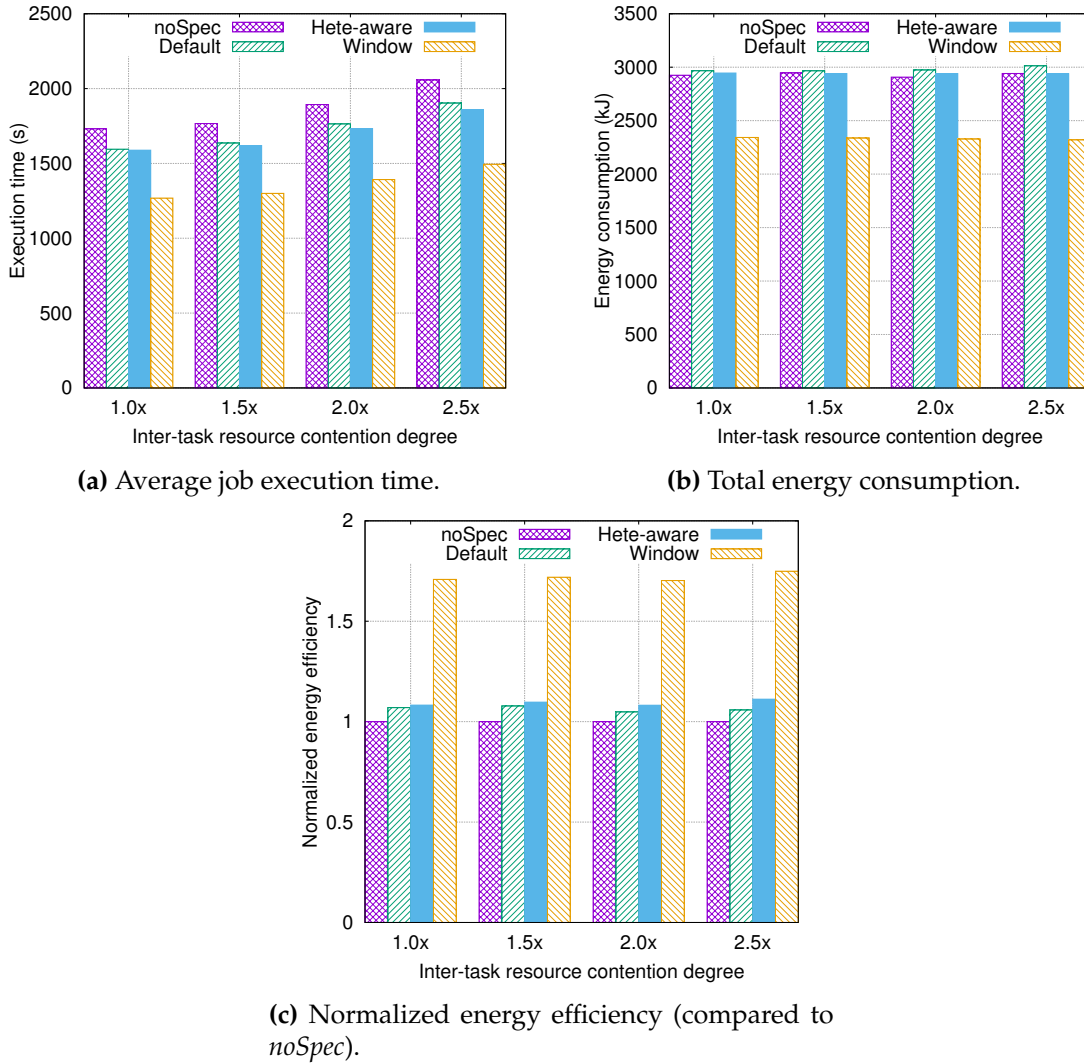 2500
2000
1500
1000
500
0
Execution time (s)
noSpec
Default
Hete-aware
Window
1.0x 1.5x 2.0x 2.5x
Inter-task resource contention degree
(a) Average job execution time.
3500
3000
2500
2000
1500
1000
500
0
Energy consumption (kJ)
noSpec
Default
Hete-aware
Window
1.0x 1.5x 2.0x 2.5x
Inter-task resource contention degree
(b) Total energy consumption.
2
1.5
1
0.5
0
Normalized energy efficiency
noSpec
Default
Hete-aware
Window
1.0x 1.5x 2.0x 2.5x
Inter-task resource contention degree
(c) Normalized energy efficiency (compared to
noSpec).